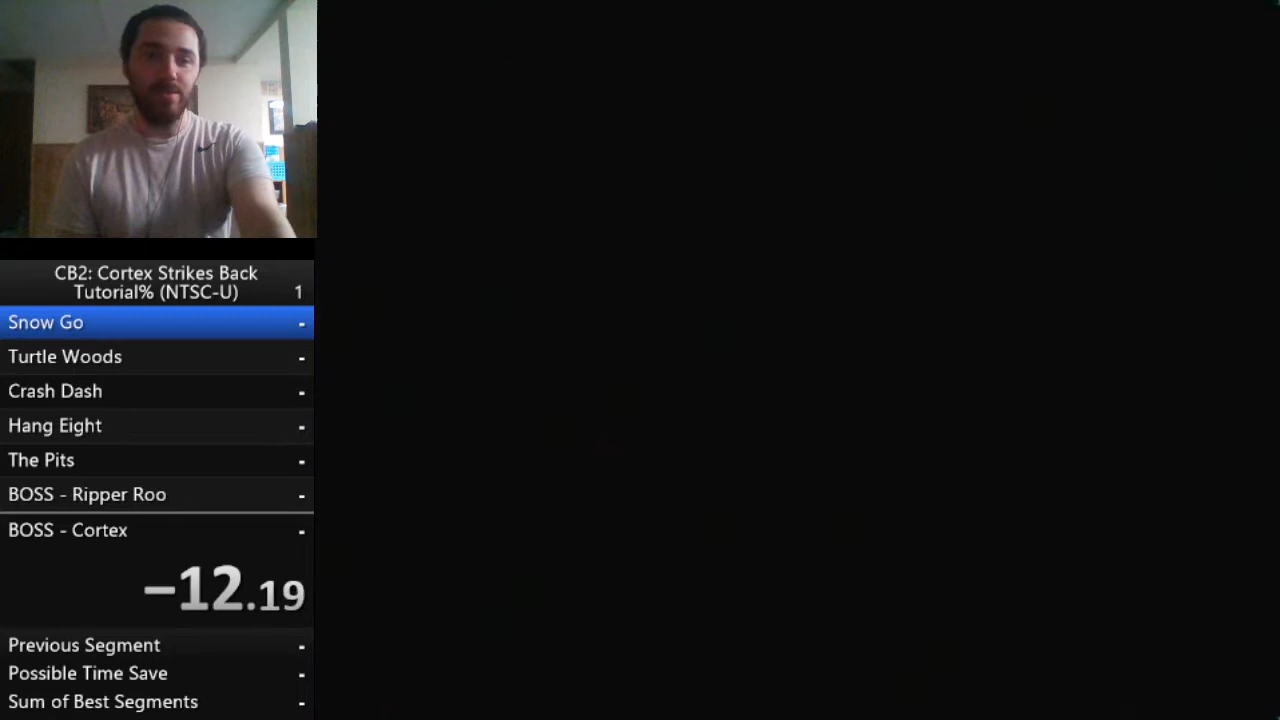 CB2: Cortex Strikes Back
Tutorial% (NTSC-U) 1
Snow Go -
Turtle Woods -
Crash Dash -
Hang Eight -
The Pits -
BOSS - Ripper Roo -
BOSS - Cortex -
−12.19
Previous Segment -
Possible Time Save -
Sum of Best Segments -